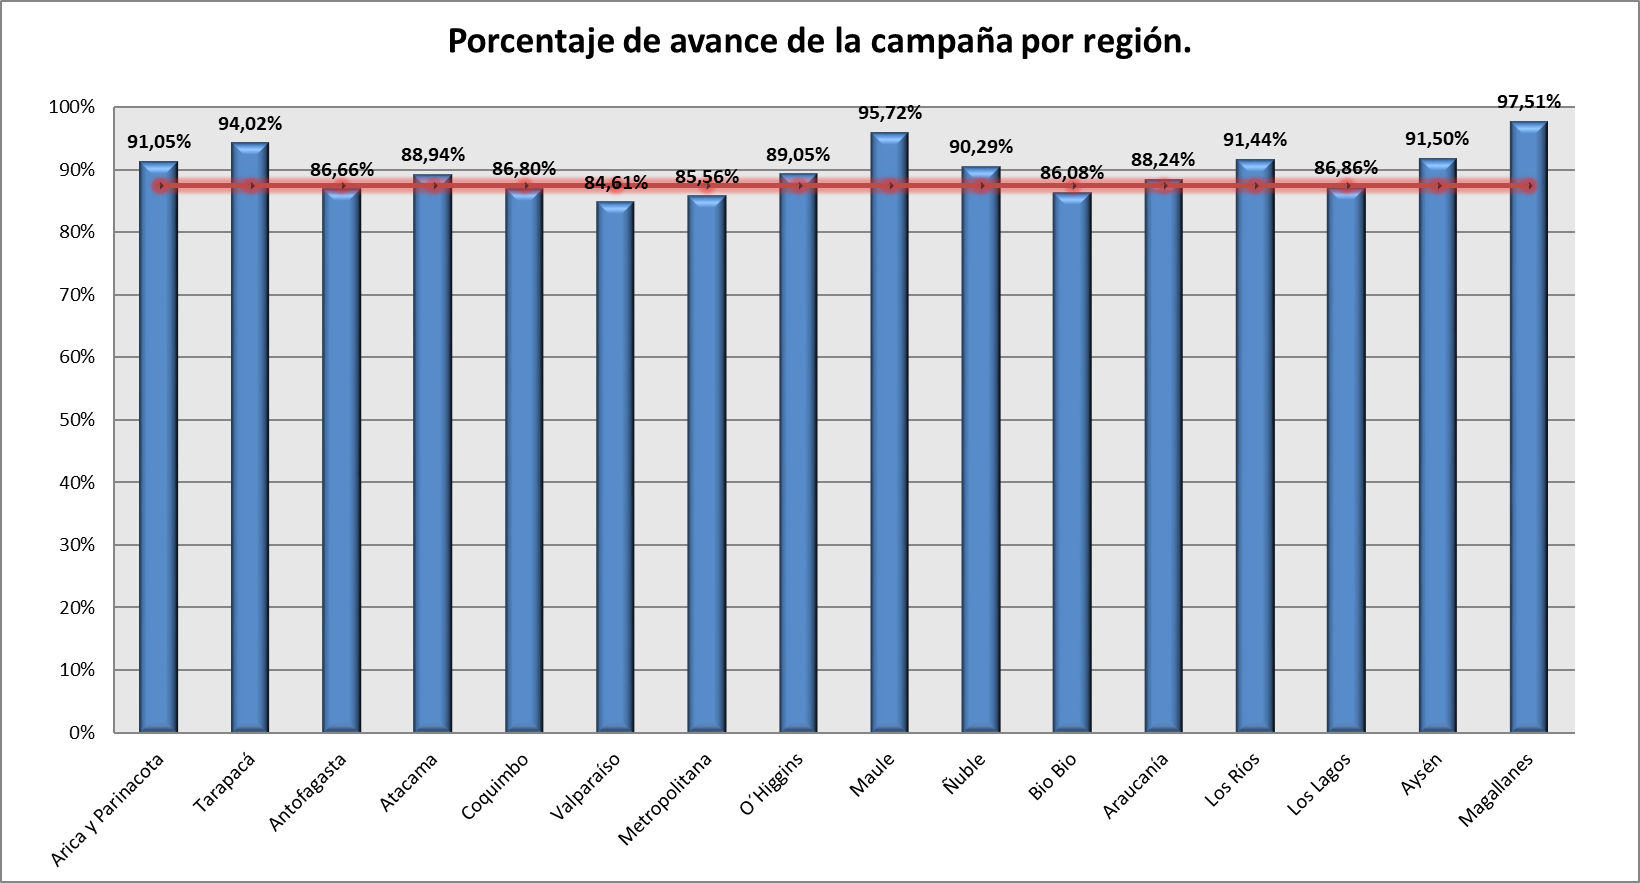 Porcentaje de avance de la campaña por región.
100%
90%
80%
70%
60%
50%
40%
30%
20%
10%
0%
91,05%
94,02%
86,66%
88,94%
86,80%
84,61%
85,56%
89,05%
95,72%
90,29%
86,08%
88,24%
91,44%
86,86%
91,50%
97,51%
Arica y Parinacota
Tarapacá
Antofagasta
Atacama
Coquimbo
Valparaíso
Metropolitana
O´Higgins
Maule
Ñuble
Bio Bio
Araucanía
Los Ríos
Los Lagos
Aysén
Magallanes